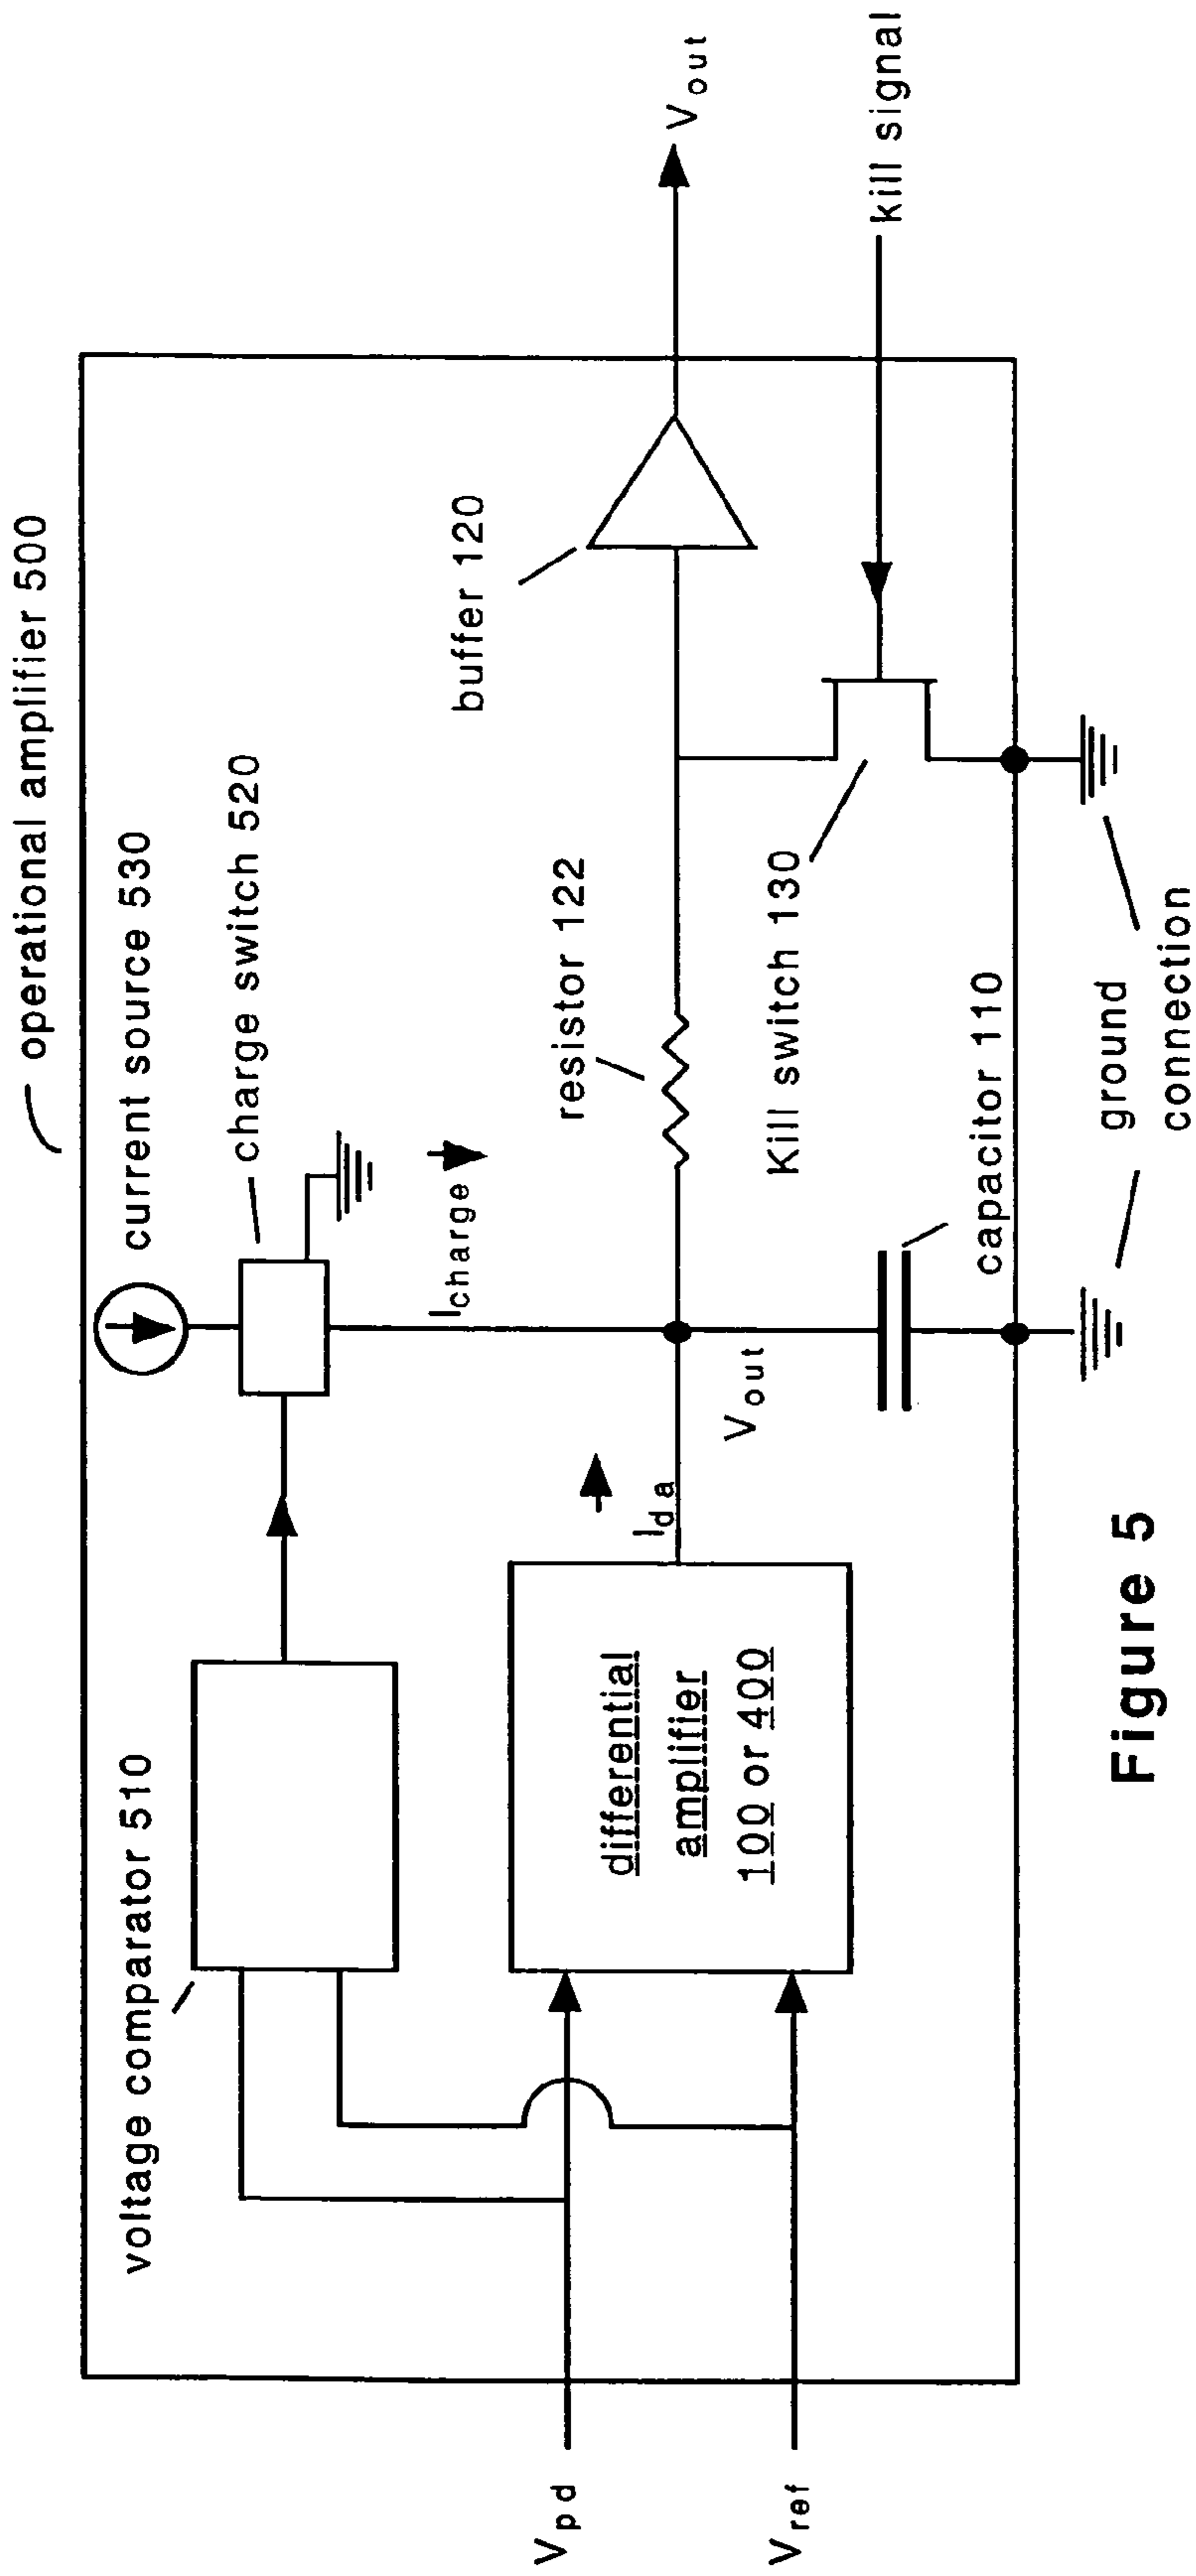 operational amplifier 500
current source 530
charge switch 520
voltage comparator 510
Icharge
buffer 120
resistor 122
Vout
differential
amplifier
100 or 400
Ida
Vout
Vpd
Vref
Kill switch 130
kill signal
capacitor 110
ground
connection
Figure 5